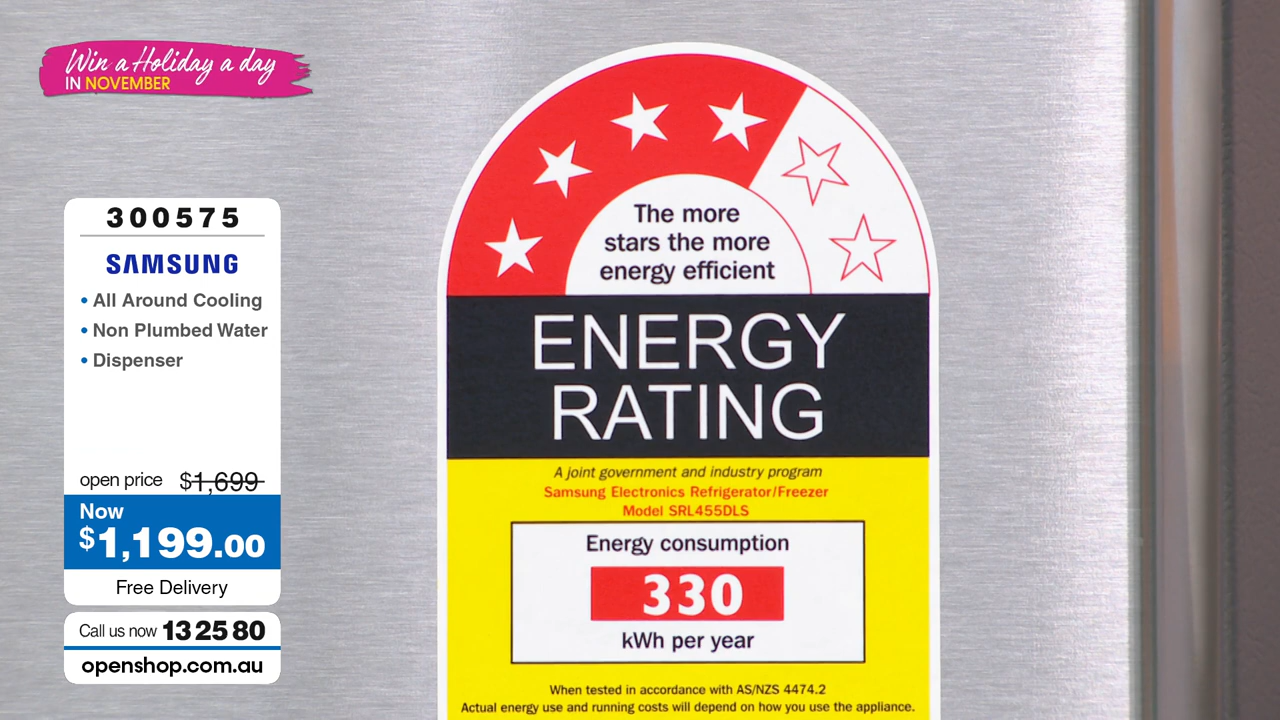 Win a Holiday a day
IN NOVEMBER
300575
SAMSUNG
• All Around Cooling
• Non Plumbed Water
• Dispenser
open price $1,699
Now
$1,199.00
Free Delivery
Call us now 13 25 80
openshop.com.au
The more
stars the more
energy efficient
ENERGY
RATING
A joint government and industry program
Samsung Electronics Refrigerator/Freezer
Model SRL455DLS
Energy consumption
330
kWh per year
When tested in accordance with AS/NZS 4474.2
Actual energy use and running costs will depend on how you use the appliance.